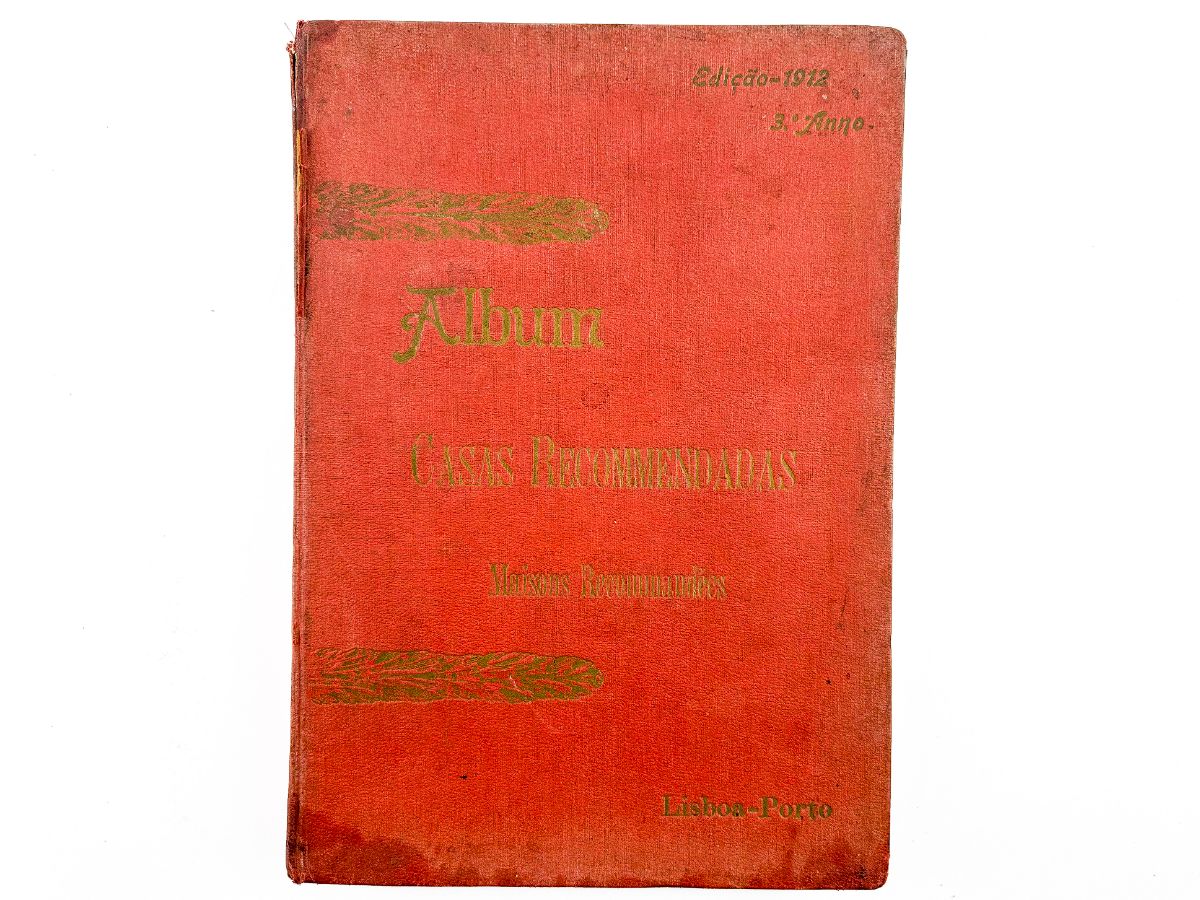 Edição-1912
3.º Anno.
Album
CASAS RECOMMENDADAS
Maisons Recommandées
Lisboa-Porto